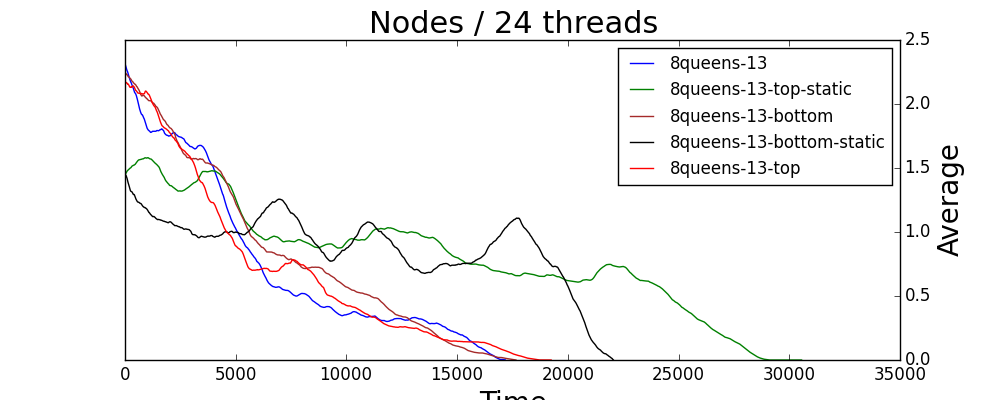 Nodes / 24 threads
8queens-13
8queens-13-top-static
8queens-13-bottom
8queens-13-bottom-static
8queens-13-top
2.5
2.0
1.5
1.0
0.5
0.0
Average
0 5000 10000 15000 20000 25000 30000 35000
Time